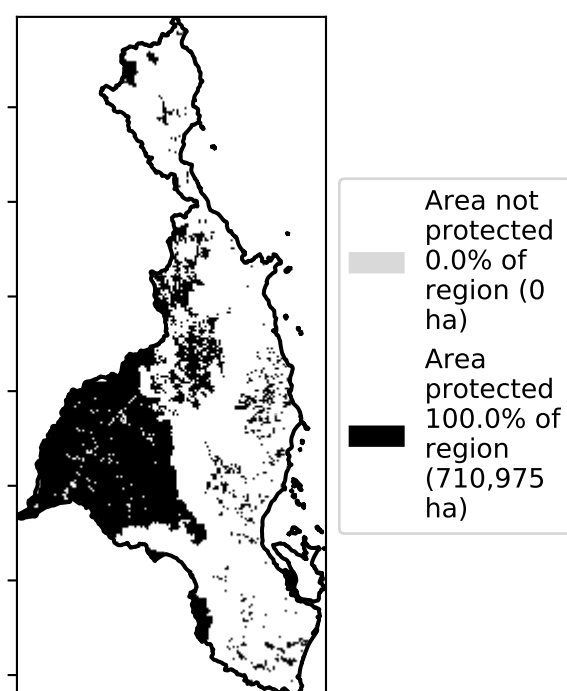 Area not
protected
0.0% of
region (0
ha)
Area
protected
100.0% of
region
(710,975
ha)